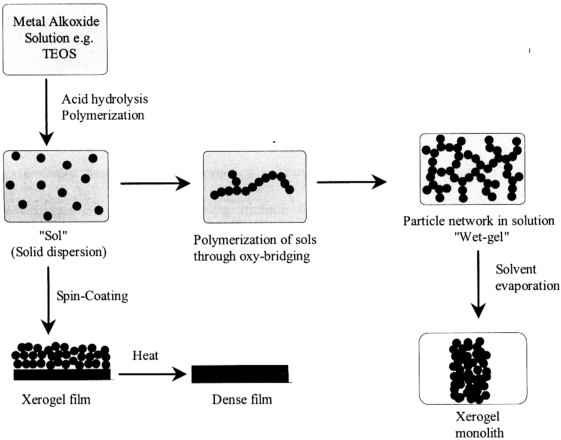 Metal Alkoxide
Solution e.g.
TEOS
Acid hydrolysis
Polymerization
"Sol"
(Solid dispersion)
Polymerization of sols
through oxy-bridging
Particle network in solution
"Wet-gel"
Spin-Coating
Solvent
evaporation
Heat
Xerogel film
Dense film
Xerogel
monolith